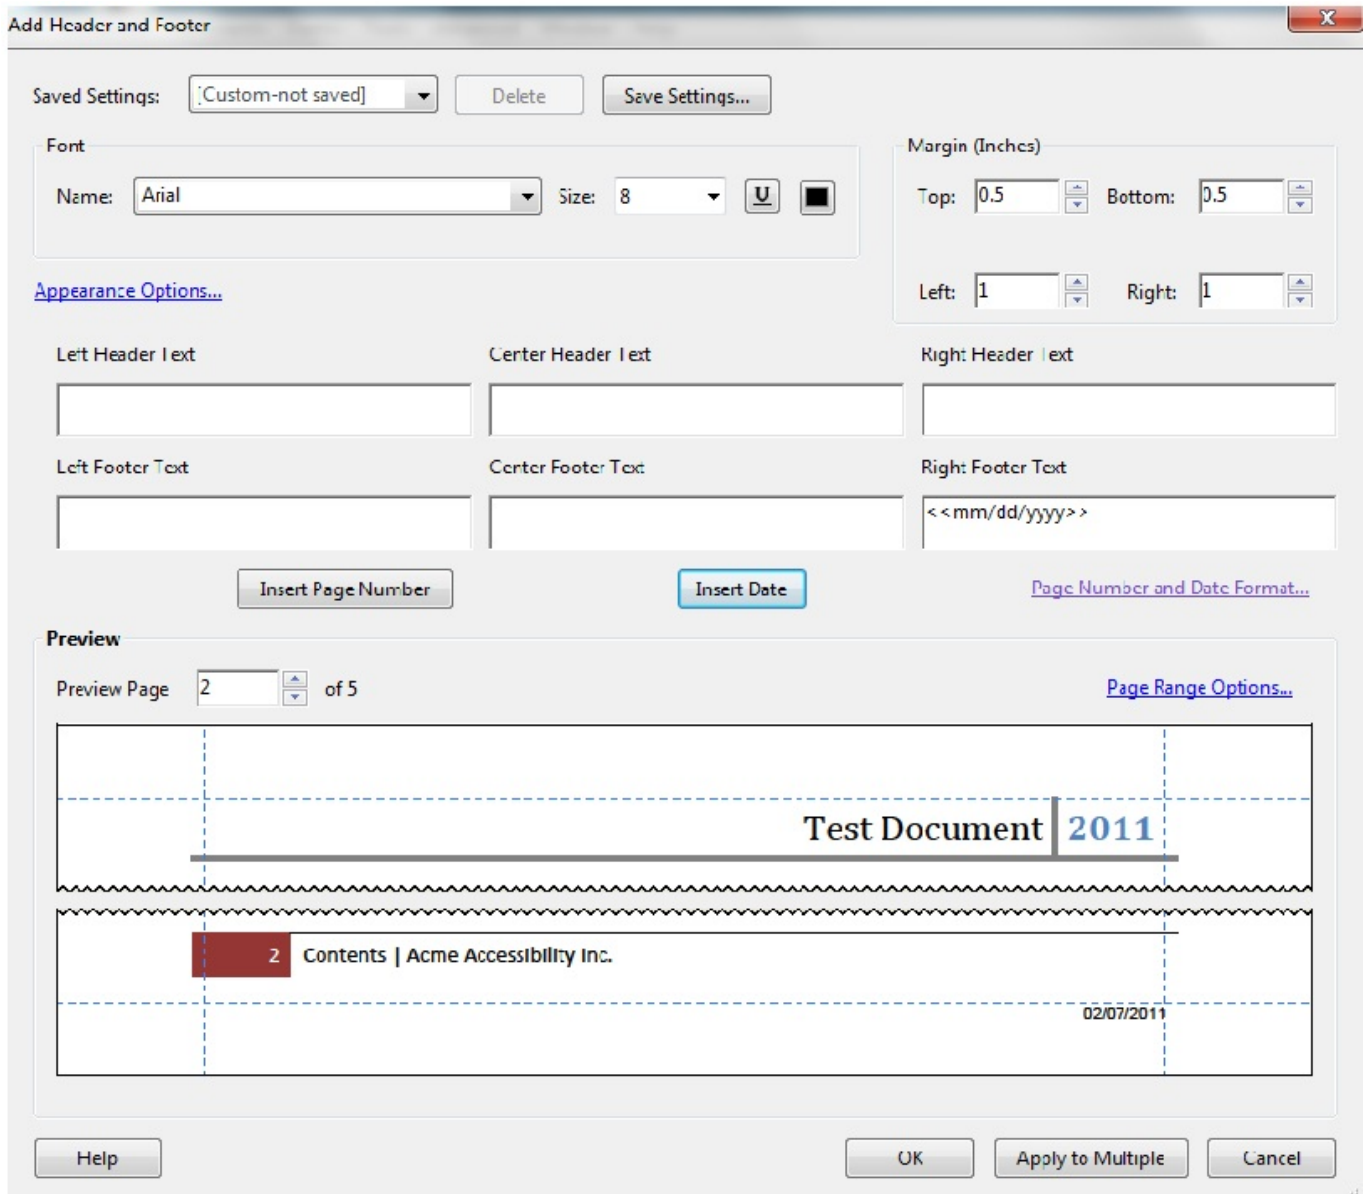 Add Header and Footer
X
Saved Settings: [Custom-not saved] Delete Save Settings...
Font
Name: Arial Size: 8 U
Margin (Inches)
Top: 0.5 Bottom: 0.5
Left: 1 Right: 1
Appearance Options...
Left Header Text Center Header Text Right Header Text
Left Footer Text Center Footer Text Right Footer Text
<<mm/dd/yyyy>>
Insert Page Number Insert Date Page Number and Date Format...
Preview
Preview Page 2 of 5 Page Range Options...
Test Document 2011
2 Contents | Acme Accessibility Inc.
02/07/2011
Help OK Apply to Multiple Cancel